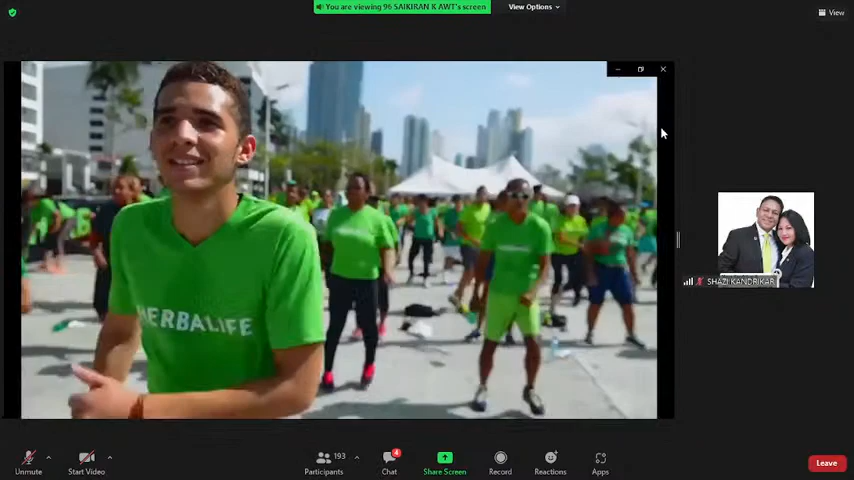 You are viewing 96 SAIKIRAN K AWT's screen
View Options
View
HERBALIFE
SHAZI KANDRIKAR
193
4
Unmute
Start Video
Participants
Chat
Share Screen
Record
Reactions
Apps
Leave